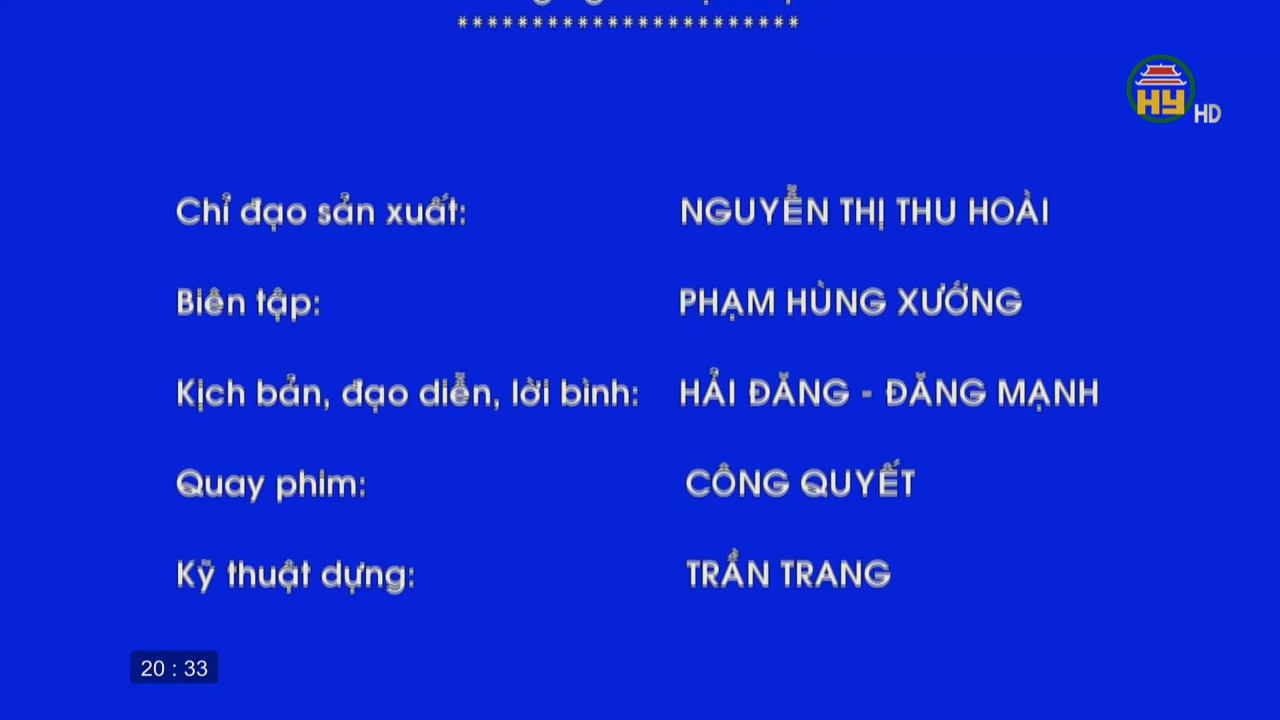 **********************
HY HD
Chỉ đạo sản xuất: NGUYỄN THỊ THU HOÀI
Biên tập: PHẠM HÙNG XƯỚNG
Kịch bản, đạo diễn, lời bình: HẢI ĐĂNG - ĐĂNG MẠNH
Quay phim: CÔNG QUYẾT
Kỹ thuật dựng: TRẦN TRANG
20 : 33